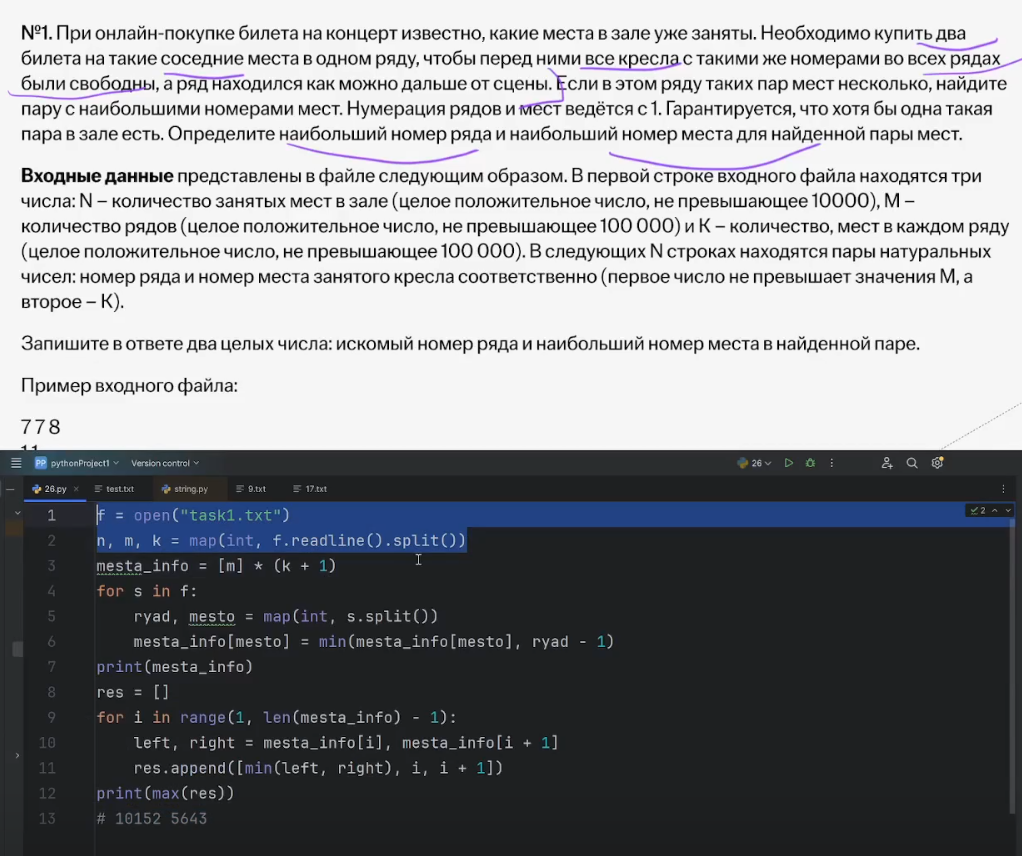 №1. При онлайн-покупке билета на концерт известно, какие места в зале уже заняты. Необходимо купить два
билета на такие соседние места в одном ряду, чтобы перед ними все кресла с такими же номерами во всех рядах
были свободны, а ряд находился как можно дальше от сцены. Если в этом ряду таких пар мест несколько, найдите
пару с наибольшими номерами мест. Нумерация рядов и мест ведётся с 1. Гарантируется, что хотя бы одна такая
пара в зале есть. Определите наибольший номер ряда и наибольший номер места для найденной пары мест.
Входные данные представлены в файле следующим образом. В первой строке входного файла находятся три
числа: N – количество занятых мест в зале (целое положительное число, не превышающее 10000), M –
количество рядов (целое положительное число, не превышающее 100 000) и K – количество, мест в каждом ряду
(целое положительное число, не превышающее 100 000). В следующих N строках находятся пары натуральных
чисел: номер ряда и номер места занятого кресла соответственно (первое число не превышает значения M, а
второе – K).
Запишите в ответе два целых числа: искомый номер ряда и наибольший номер места в найденной паре.
Пример входного файла:
7 7 8
PP pythonProject1 Version control 26
26.py test.txt string.py 9.txt 17.txt
1 f = open("task1.txt") 2
2 n, m, k = map(int, f.readline().split())
3 mesta_info = [m] * (k + 1)
4 for s in f:
5 ryad, mesto = map(int, s.split())
6 mesta_info[mesto] = min(mesta_info[mesto], ryad - 1)
7 print(mesta_info)
8 res = []
9 for i in range(1, len(mesta_info) - 1):
10 left, right = mesta_info[i], mesta_info[i + 1]
11 res.append([min(left, right), i, i + 1])
12 print(max(res))
13 # 10152 5643